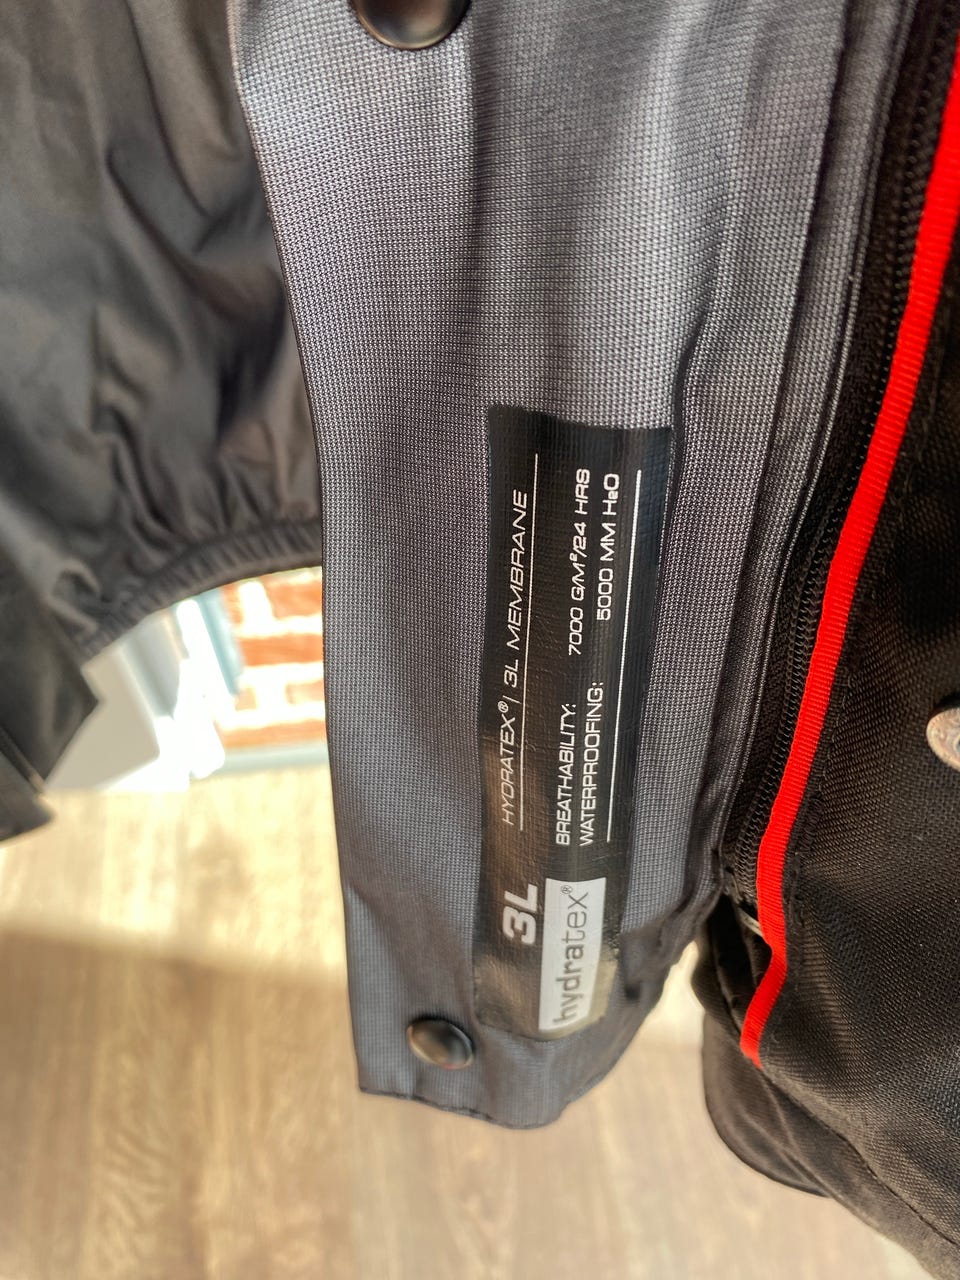 HYDRATEX® | 3L MEMBRANE
BREATHABILITY: 7000 G/M²/24 HRS
WATERPROOFING: 5000 MM H₂O
3L
hydratex®